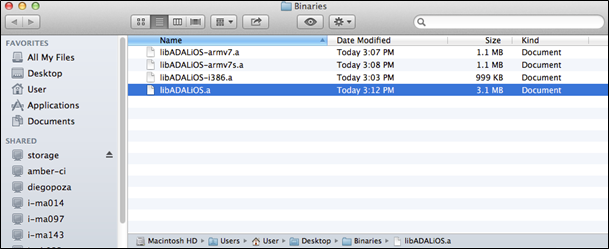 Binaries
FAVORITES
All My Files
Desktop
User
Applications
Documents
SHARED
storage
amber-ci
diegopoza
i-ma014
i-ma097
i-ma143
Name Date Modified Size Kind
libADALiOS-armv7.a Today 3:07 PM 1.1 MB Document
libADALiOS-armv7s.a Today 3:08 PM 1.1 MB Document
libADALiOS-i386.a Today 3:03 PM 999 KB Document
libADALiOS.a Today 3:12 PM 3.1 MB Document
Macintosh HD Users User Desktop Binaries libADALiOS.a